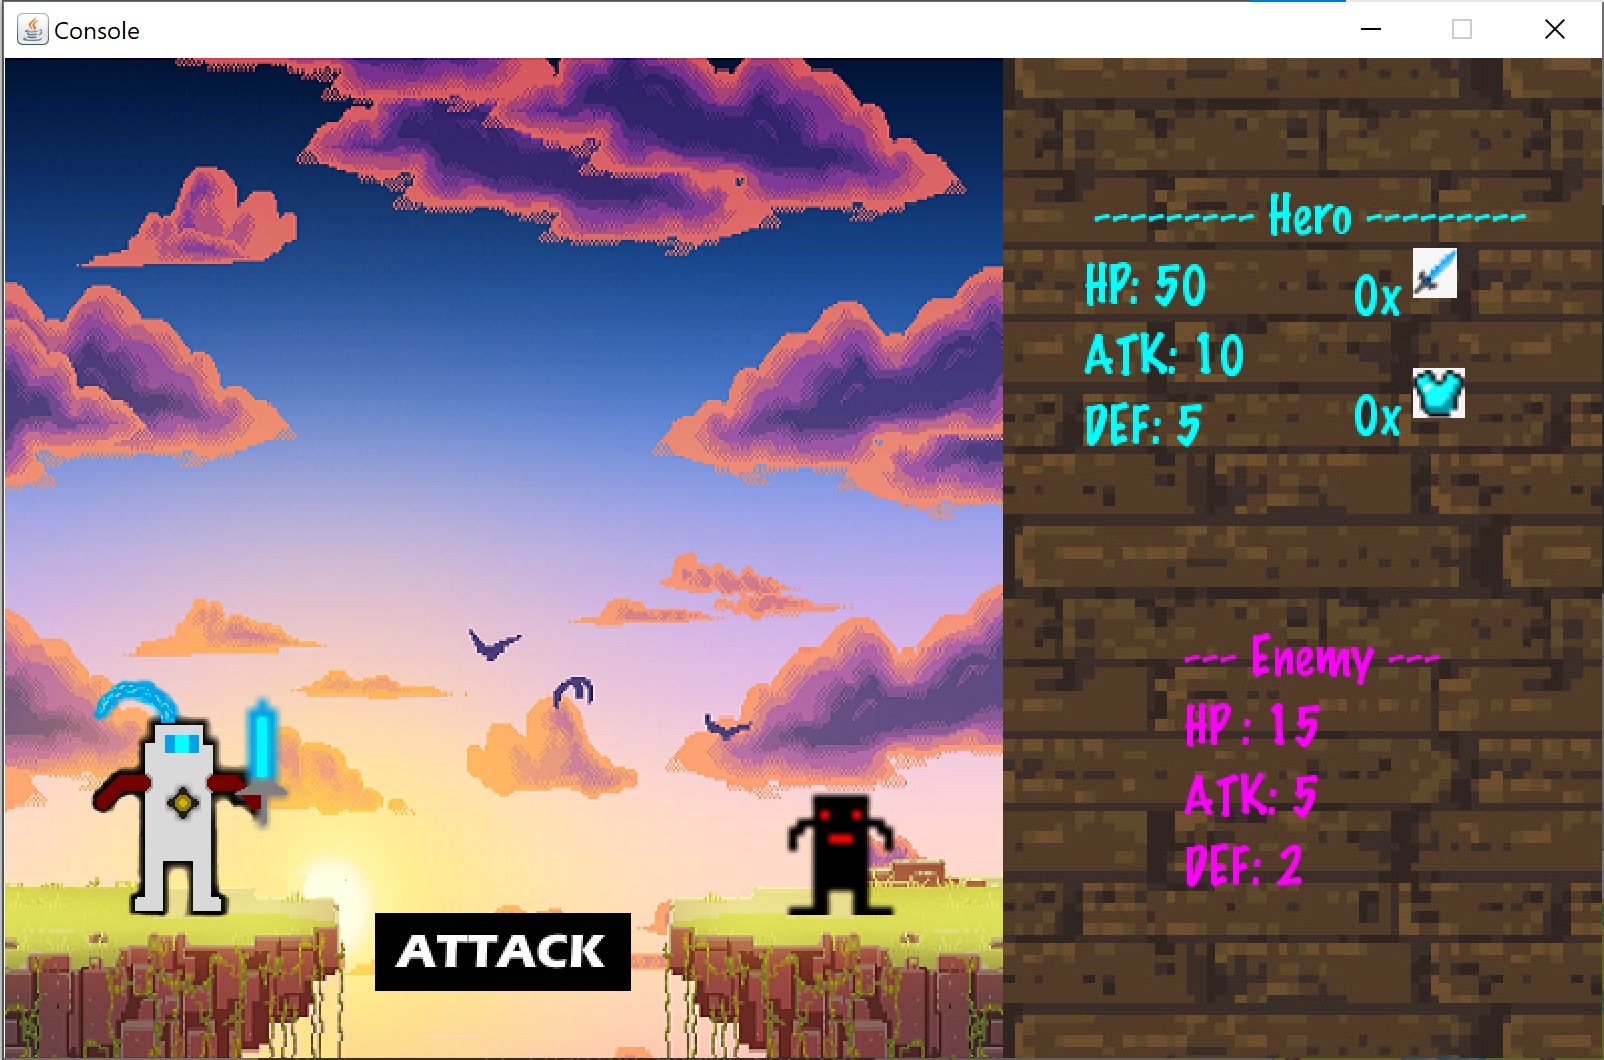 Console
--------- Hero ---------
HP: 50
0x
ATK: 10
DEF: 5
0x
--- Enemy ---
HP : 15
ATK: 5
DEF: 2
ATTACK